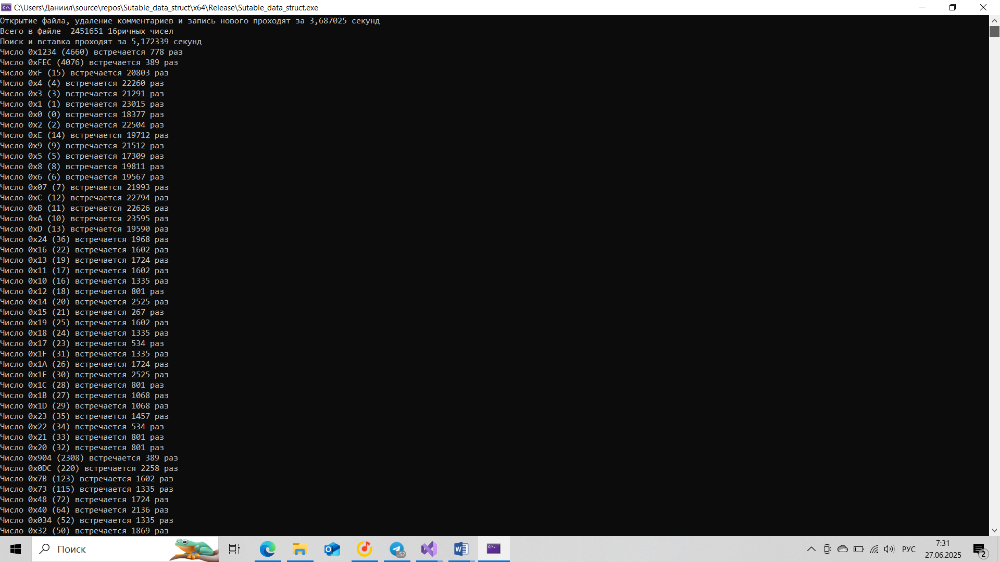 C:\Users\Даниил\source\repos\Sutable_data_struct\x64\Release\Sutable_data_struct.exe
Открытие файла, удаление комментариев и запись нового проходят за 3,687025 секунд
Всего в файле  2451651 16ричных чисел
Поиск и вставка проходят за 5,172339 секунд
Число 0x1234 (4660) встречается 778 раз
Число 0xFEC (4076) встречается 389 раз
Число 0xF (15) встречается 20803 раз
Число 0x4 (4) встречается 22260 раз
Число 0x3 (3) встречается 21291 раз
Число 0x1 (1) встречается 23015 раз
Число 0x0 (0) встречается 18377 раз
Число 0x2 (2) встречается 22504 раз
Число 0xE (14) встречается 19712 раз
Число 0x9 (9) встречается 21512 раз
Число 0x5 (5) встречается 17309 раз
Число 0x8 (8) встречается 19811 раз
Число 0x6 (6) встречается 19567 раз
Число 0x07 (7) встречается 21993 раз
Число 0xC (12) встречается 22794 раз
Число 0xB (11) встречается 22626 раз
Число 0xA (10) встречается 23595 раз
Число 0xD (13) встречается 19590 раз
Число 0x24 (36) встречается 1968 раз
Число 0x16 (22) встречается 1602 раз
Число 0x13 (19) встречается 1724 раз
Число 0x11 (17) встречается 1602 раз
Число 0x10 (16) встречается 1335 раз
Число 0x12 (18) встречается 801 раз
Число 0x14 (20) встречается 2525 раз
Число 0x15 (21) встречается 267 раз
Число 0x19 (25) встречается 1602 раз
Число 0x18 (24) встречается 1335 раз
Число 0x17 (23) встречается 534 раз
Число 0x1F (31) встречается 1335 раз
Число 0x1A (26) встречается 1724 раз
Число 0x1E (30) встречается 2525 раз
Число 0x1C (28) встречается 801 раз
Число 0x1B (27) встречается 1068 раз
Число 0x1D (29) встречается 1068 раз
Число 0x23 (35) встречается 1457 раз
Число 0x22 (34) встречается 534 раз
Число 0x21 (33) встречается 801 раз
Число 0x20 (32) встречается 801 раз
Число 0x904 (2308) встречается 389 раз
Число 0x0DC (220) встречается 2258 раз
Число 0x7B (123) встречается 1602 раз
Число 0x73 (115) встречается 1335 раз
Число 0x48 (72) встречается 1724 раз
Число 0x40 (64) встречается 2136 раз
Число 0x034 (52) встречается 1335 раз
Число 0x32 (50) встречается 1869 раз
Поиск
РУС
7:31
27.06.2025
2